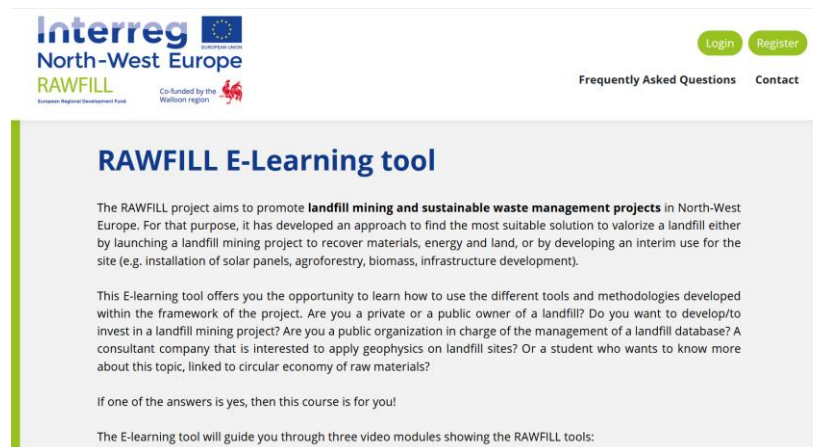 Interreg
EUROPEAN UNION
North-West Europe
RAWFILL
European Regional Development Fund
Co-funded by the
Walloon region
Login
Register
Frequently Asked Questions
Contact
RAWFILL E-Learning tool
The RAWFILL project aims to promote landfill mining and sustainable waste management projects in North-West
Europe. For that purpose, it has developed an approach to find the most suitable solution to valorize a landfill either
by launching a landfill mining project to recover materials, energy and land, or by developing an interim use for the
site (e.g. installation of solar panels, agroforestry, biomass, infrastructure development).
This E-learning tool offers you the opportunity to learn how to use the different tools and methodologies developed
within the framework of the project. Are you a private or a public owner of a landfill? Do you want to develop/to
invest in a landfill mining project? Are you a public organization in charge of the management of a landfill database? A
consultant company that is interested to apply geophysics on landfill sites? Or a student who wants to know more
about this topic, linked to circular economy of raw materials?
If one of the answers is yes, then this course is for you!
The E-learning tool will guide you through three video modules showing the RAWFILL tools: